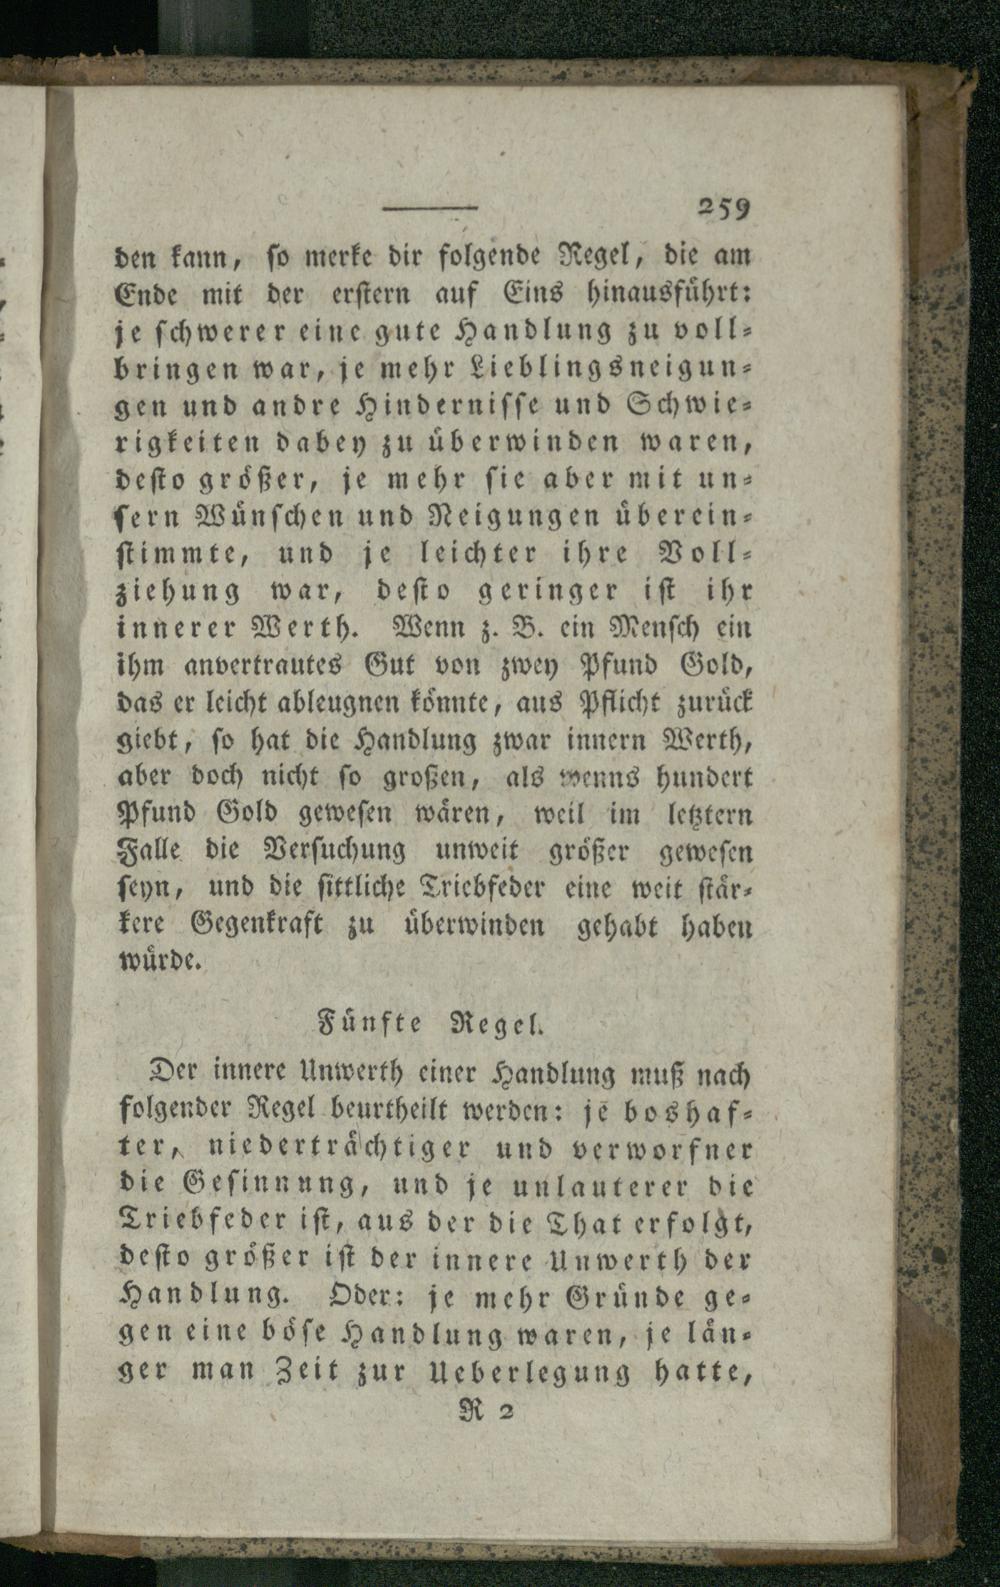 259
den kann, so merke dir folgende Regel, die am
Ende mit der erstern auf Eins hinausführt:
je schwerer eine gute Handlung zu voll-
bringen war, je mehr Lieblingsneigun-
gen und andre Hindernisse und Schwie-
rigkeiten dabey zu überwinden waren,
desto größer, je mehr sie aber mit un-
sern Wünschen und Neigungen überein-
stimmte, und je leichter ihre Voll-
ziehung war, desto geringer ist ihr
innerer Werth. Wenn z. B. ein Mensch ein
ihm anvertrautes Gut von zwey Pfund Gold,
das er leicht ableugnen könnte, aus Pflicht zurück
giebt, so hat die Handlung zwar innern Werth,
aber doch nicht so großen, als wenns hundert
Pfund Gold gewesen wären, weil im letztern
Falle die Versuchung unweit größer gewesen
seyn, und die sittliche Triebfeder eine weit stär-
kere Gegenkraft zu überwinden gehabt haben
würde.
Fünfte Regel.
Der innere Unwerth einer Handlung muß nach
folgender Regel beurtheilt werden: je boshaf-
ter, niederträchtiger und verworfner
die Gesinnung, und je unlauterer die
Triebfeder ist, aus der die That erfolgt,
desto größer ist der innere Unwerth der
Handlung. Oder: je mehr Gründe ge-
gen eine böse Handlung waren, je län-
ger man Zeit zur Ueberlegung hatte,
R 2